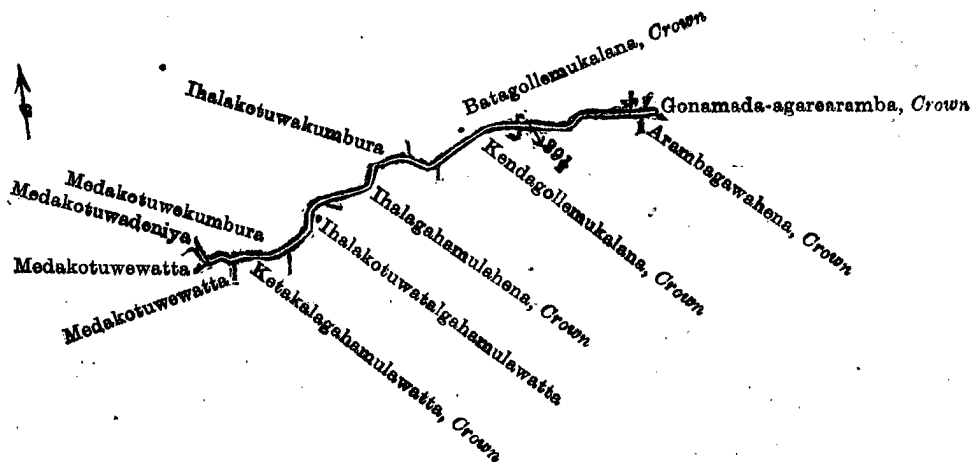 Batagollemukalana, Crown
Ihalakotuwakumbura
Gonamada-agarearamba, Crown
Arambagawahena, Crown
Kendagollemukalana, Crown
Medakotuwekumbura
Medakotuwadeniya
Ihalagahamulahena, Crown
Ihalakotuwatalgahamulawatta
Medakotuwewatta
Medakotuwewatta
Ketakalagahamulawatta, Crown